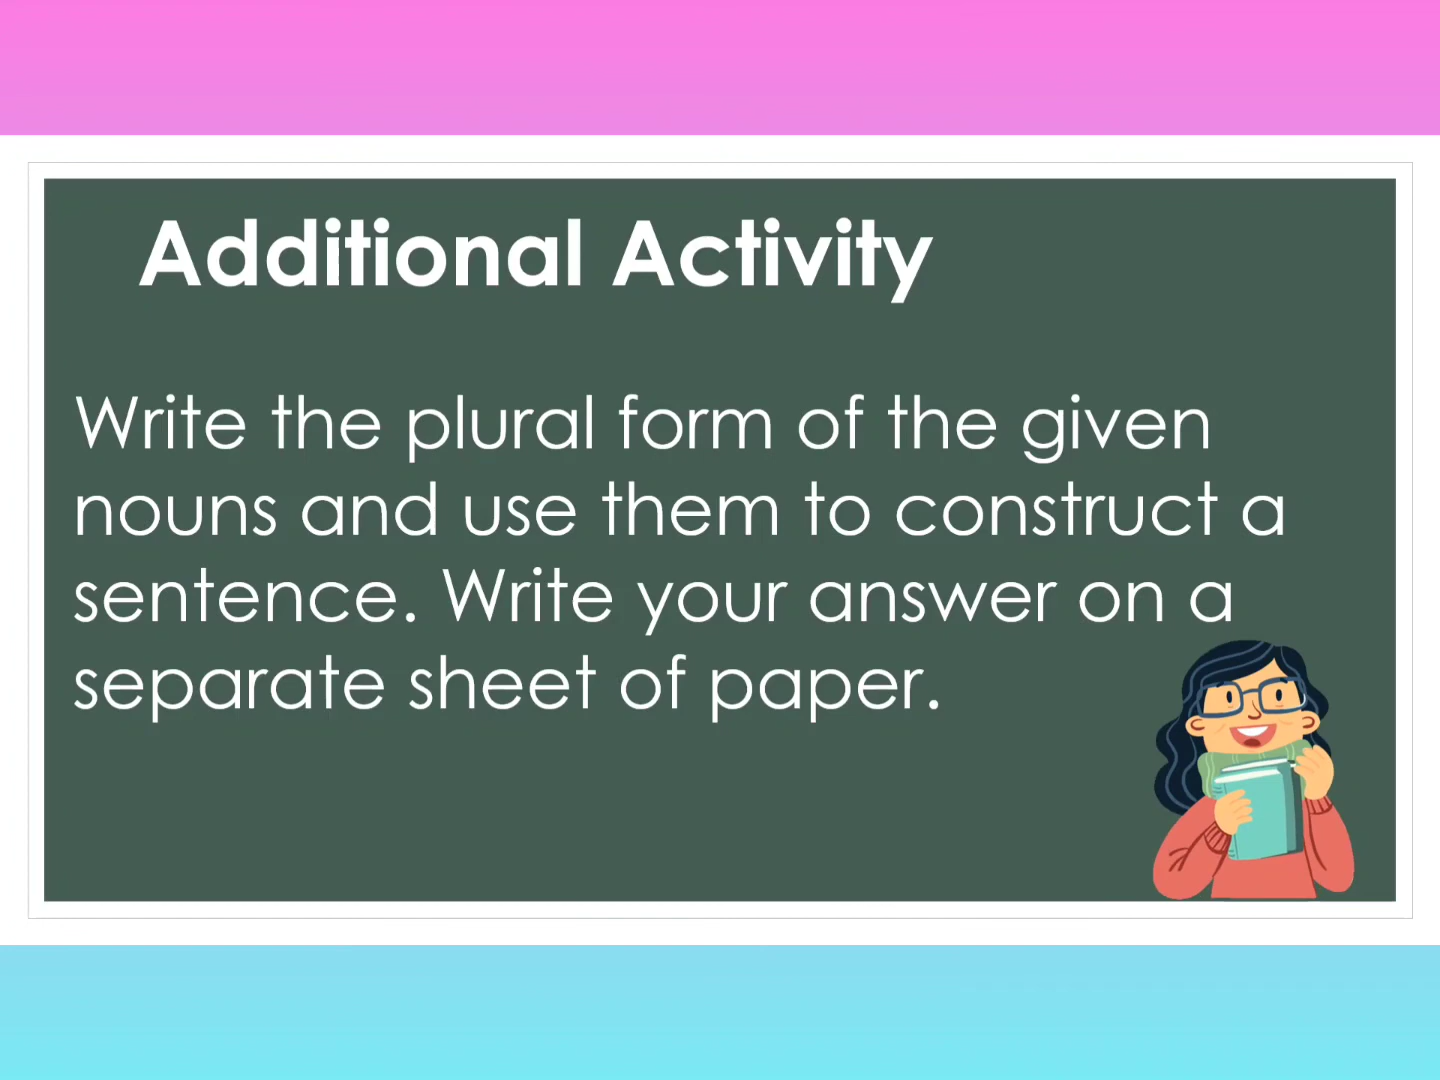 Additional Activity
Write the plural form of the given
nouns and use them to construct a
sentence. Write your answer on a
separate sheet of paper.